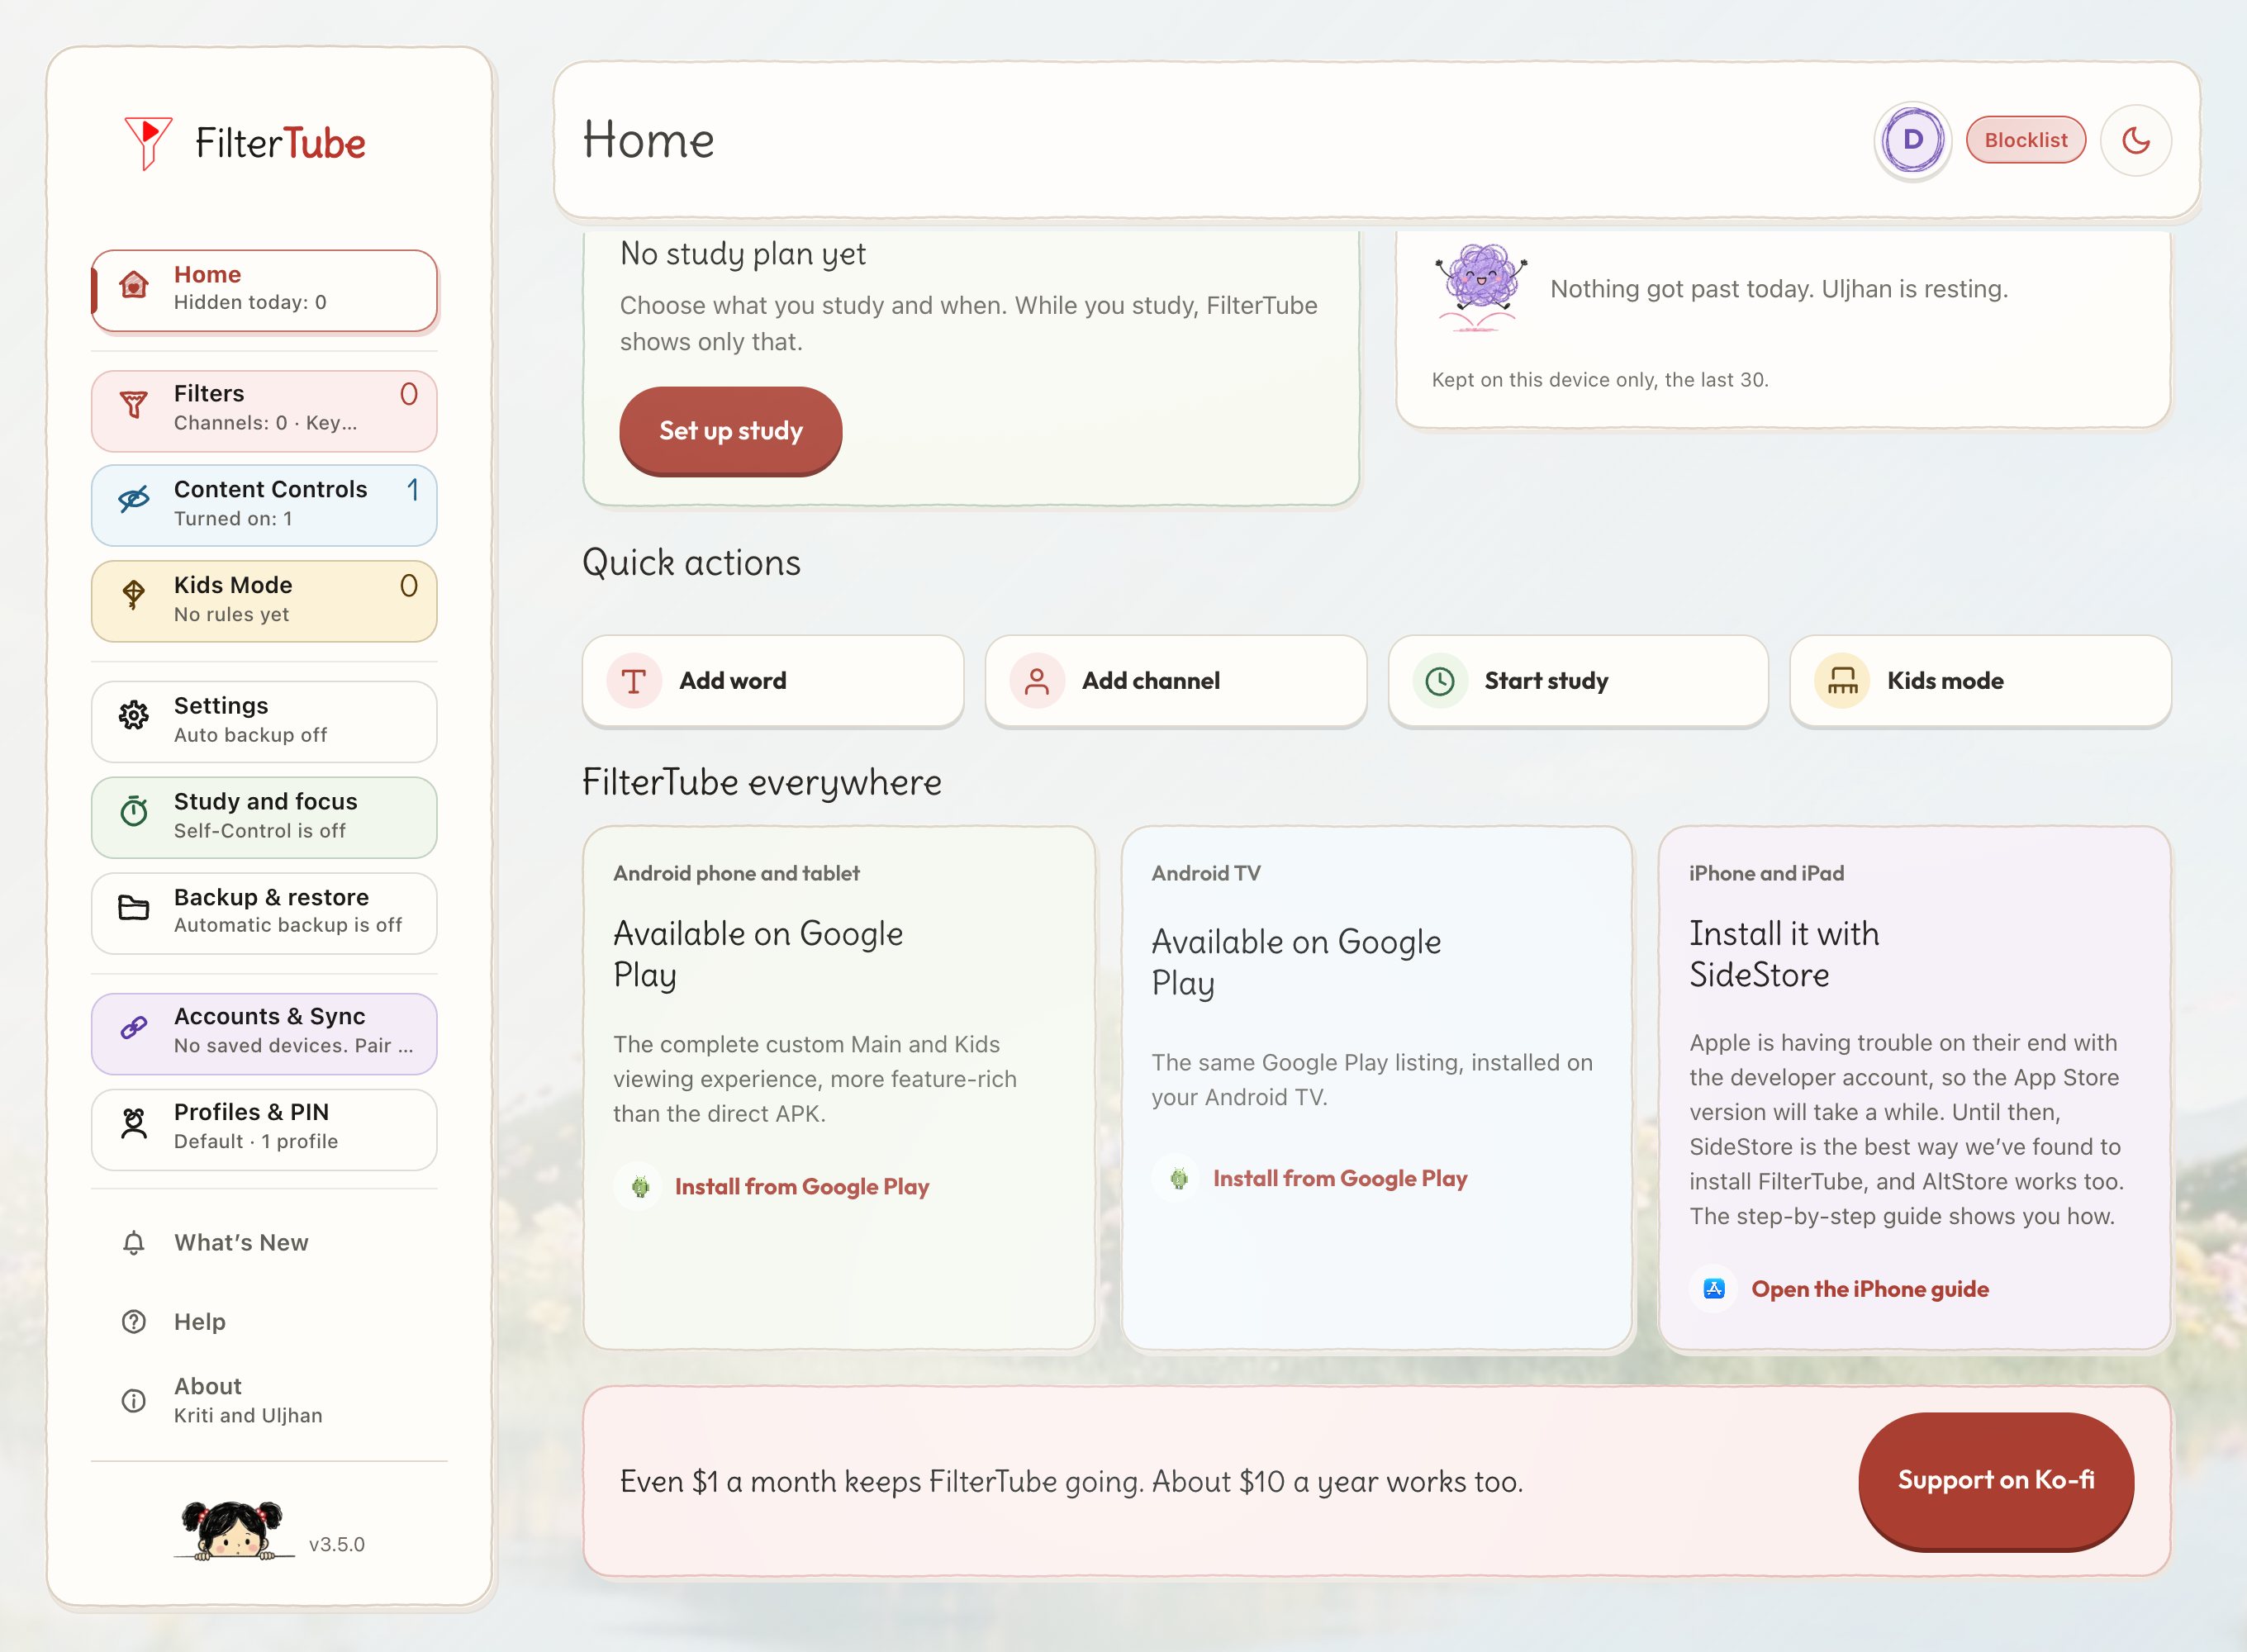 FilterTube
Home
Hidden today: 0
Filters
0
Channels: 0 · Key...
Content Controls
1
Turned on: 1
Kids Mode
0
No rules yet
Settings
Auto backup off
Study and focus
Self-Control is off
Backup & restore
Automatic backup is off
Accounts & Sync
No saved devices. Pair ...
Profiles & PIN
Default · 1 profile
What’s New
Help
About
Kriti and Uljhan
v3.5.0
Home
D
Blocklist
No study plan yet
Choose what you study and when. While you study, FilterTube
shows only that.
Set up study
Nothing got past today. Uljhan is resting.
Kept on this device only, the last 30.
Quick actions
Add word
Add channel
Start study
Kids mode
FilterTube everywhere
Android phone and tablet
Available on Google
Play
The complete custom Main and Kids
viewing experience, more feature-rich
than the direct APK.
Install from Google Play
Android TV
Available on Google
Play
The same Google Play listing, installed on
your Android TV.
Install from Google Play
iPhone and iPad
Install it with
SideStore
Apple is having trouble on their end with
the developer account, so the App Store
version will take a while. Until then,
SideStore is the best way we’ve found to
install FilterTube, and AltStore works too.
The step-by-step guide shows you how.
Open the iPhone guide
Even $1 a month keeps FilterTube going. About $10 a year works too.
Support on Ko-fi